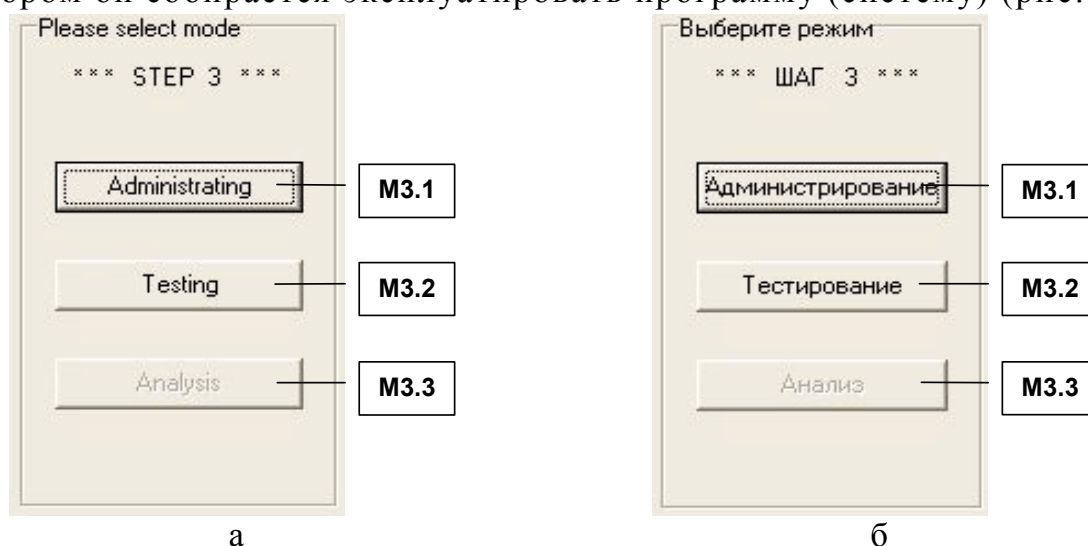 ором он собирается эксплуатировать программу (систему) (рис.
Please select mode
*** STEP 3 ***
Administrating
M3.1
Testing
M3.2
Analysis
M3.3
а
Выберите режим
*** ШАГ 3 ***
Администрирование
M3.1
Тестирование
M3.2
Анализ
M3.3
б